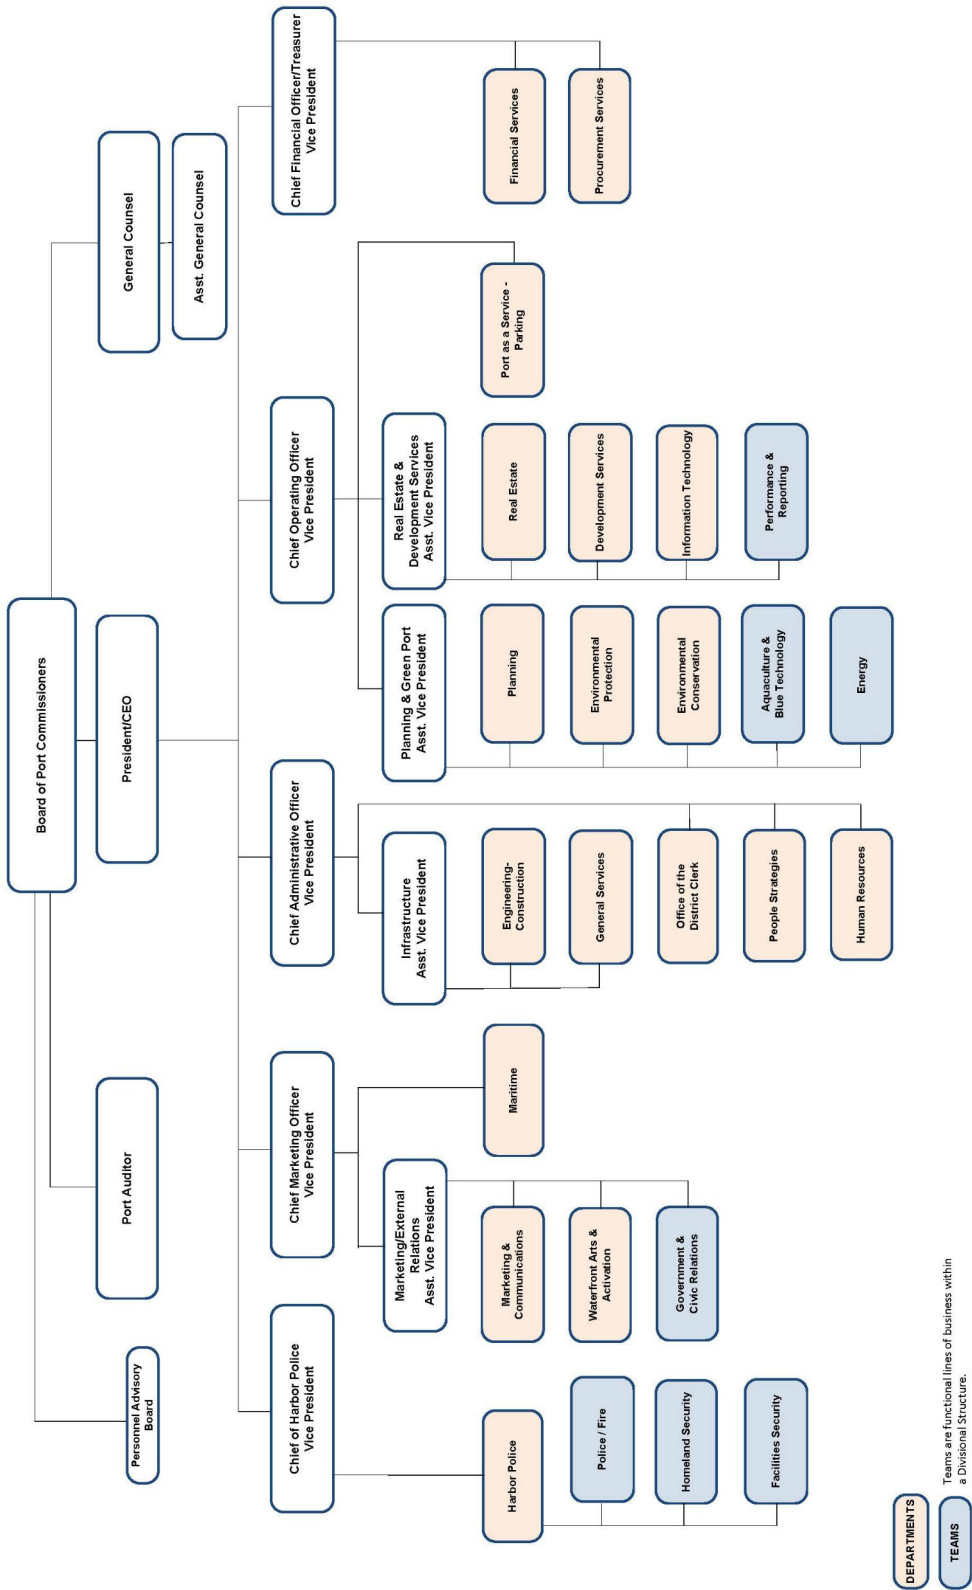 Board of Port Commissioners
Personnel Advisory
Board
Port Auditor
President/CEO
General Counsel
Asst. General Counsel
Chief of Harbor Police
Vice President
Chief Marketing Officer
Vice President
Chief Administrative Officer
Vice President
Chief Operating Officer
Vice President
Chief Financial Officer/Treasurer
Vice President
Harbor Police
Police / Fire
Homeland Security
Facilities Security
Marketing/External
Relations
Asst. Vice President
Marketing &
Communications
Waterfront Arts &
Activation
Government &
Civic Relations
Maritime
Infrastructure
Asst. Vice President
Engineering-
Construction
General Services
Office of the
District Clerk
People Strategies
Human Resources
Planning & Green Port
Asst. Vice President
Planning
Environmental
Protection
Environmental
Conservation
Aquaculture &
Blue Technology
Energy
Real Estate &
Development Services
Asst. Vice President
Real Estate
Development Services
Information Technology
Performance &
Reporting
Port as a Service -
Parking
Financial Services
Procurement Services
DEPARTMENTS
TEAMS
Teams are functional lines of business within
a Divisional Structure.